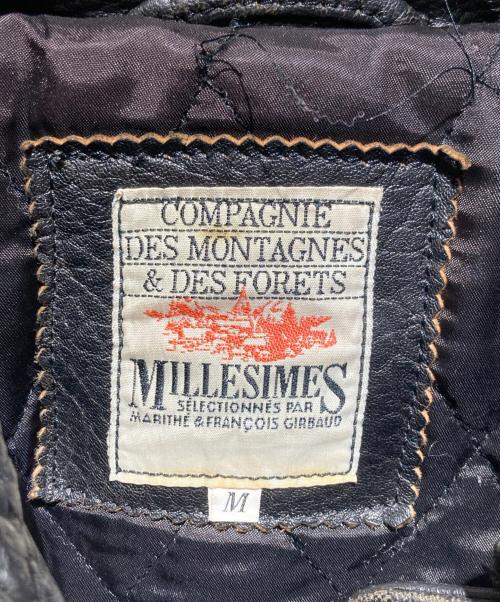 COMPAGNIE
DES MONTAGNES
& DES FORETS
MILLESIMES
SÉLECTIONNÉS PAR
MARITHÉ & FRANÇOIS GIRBAUD
M